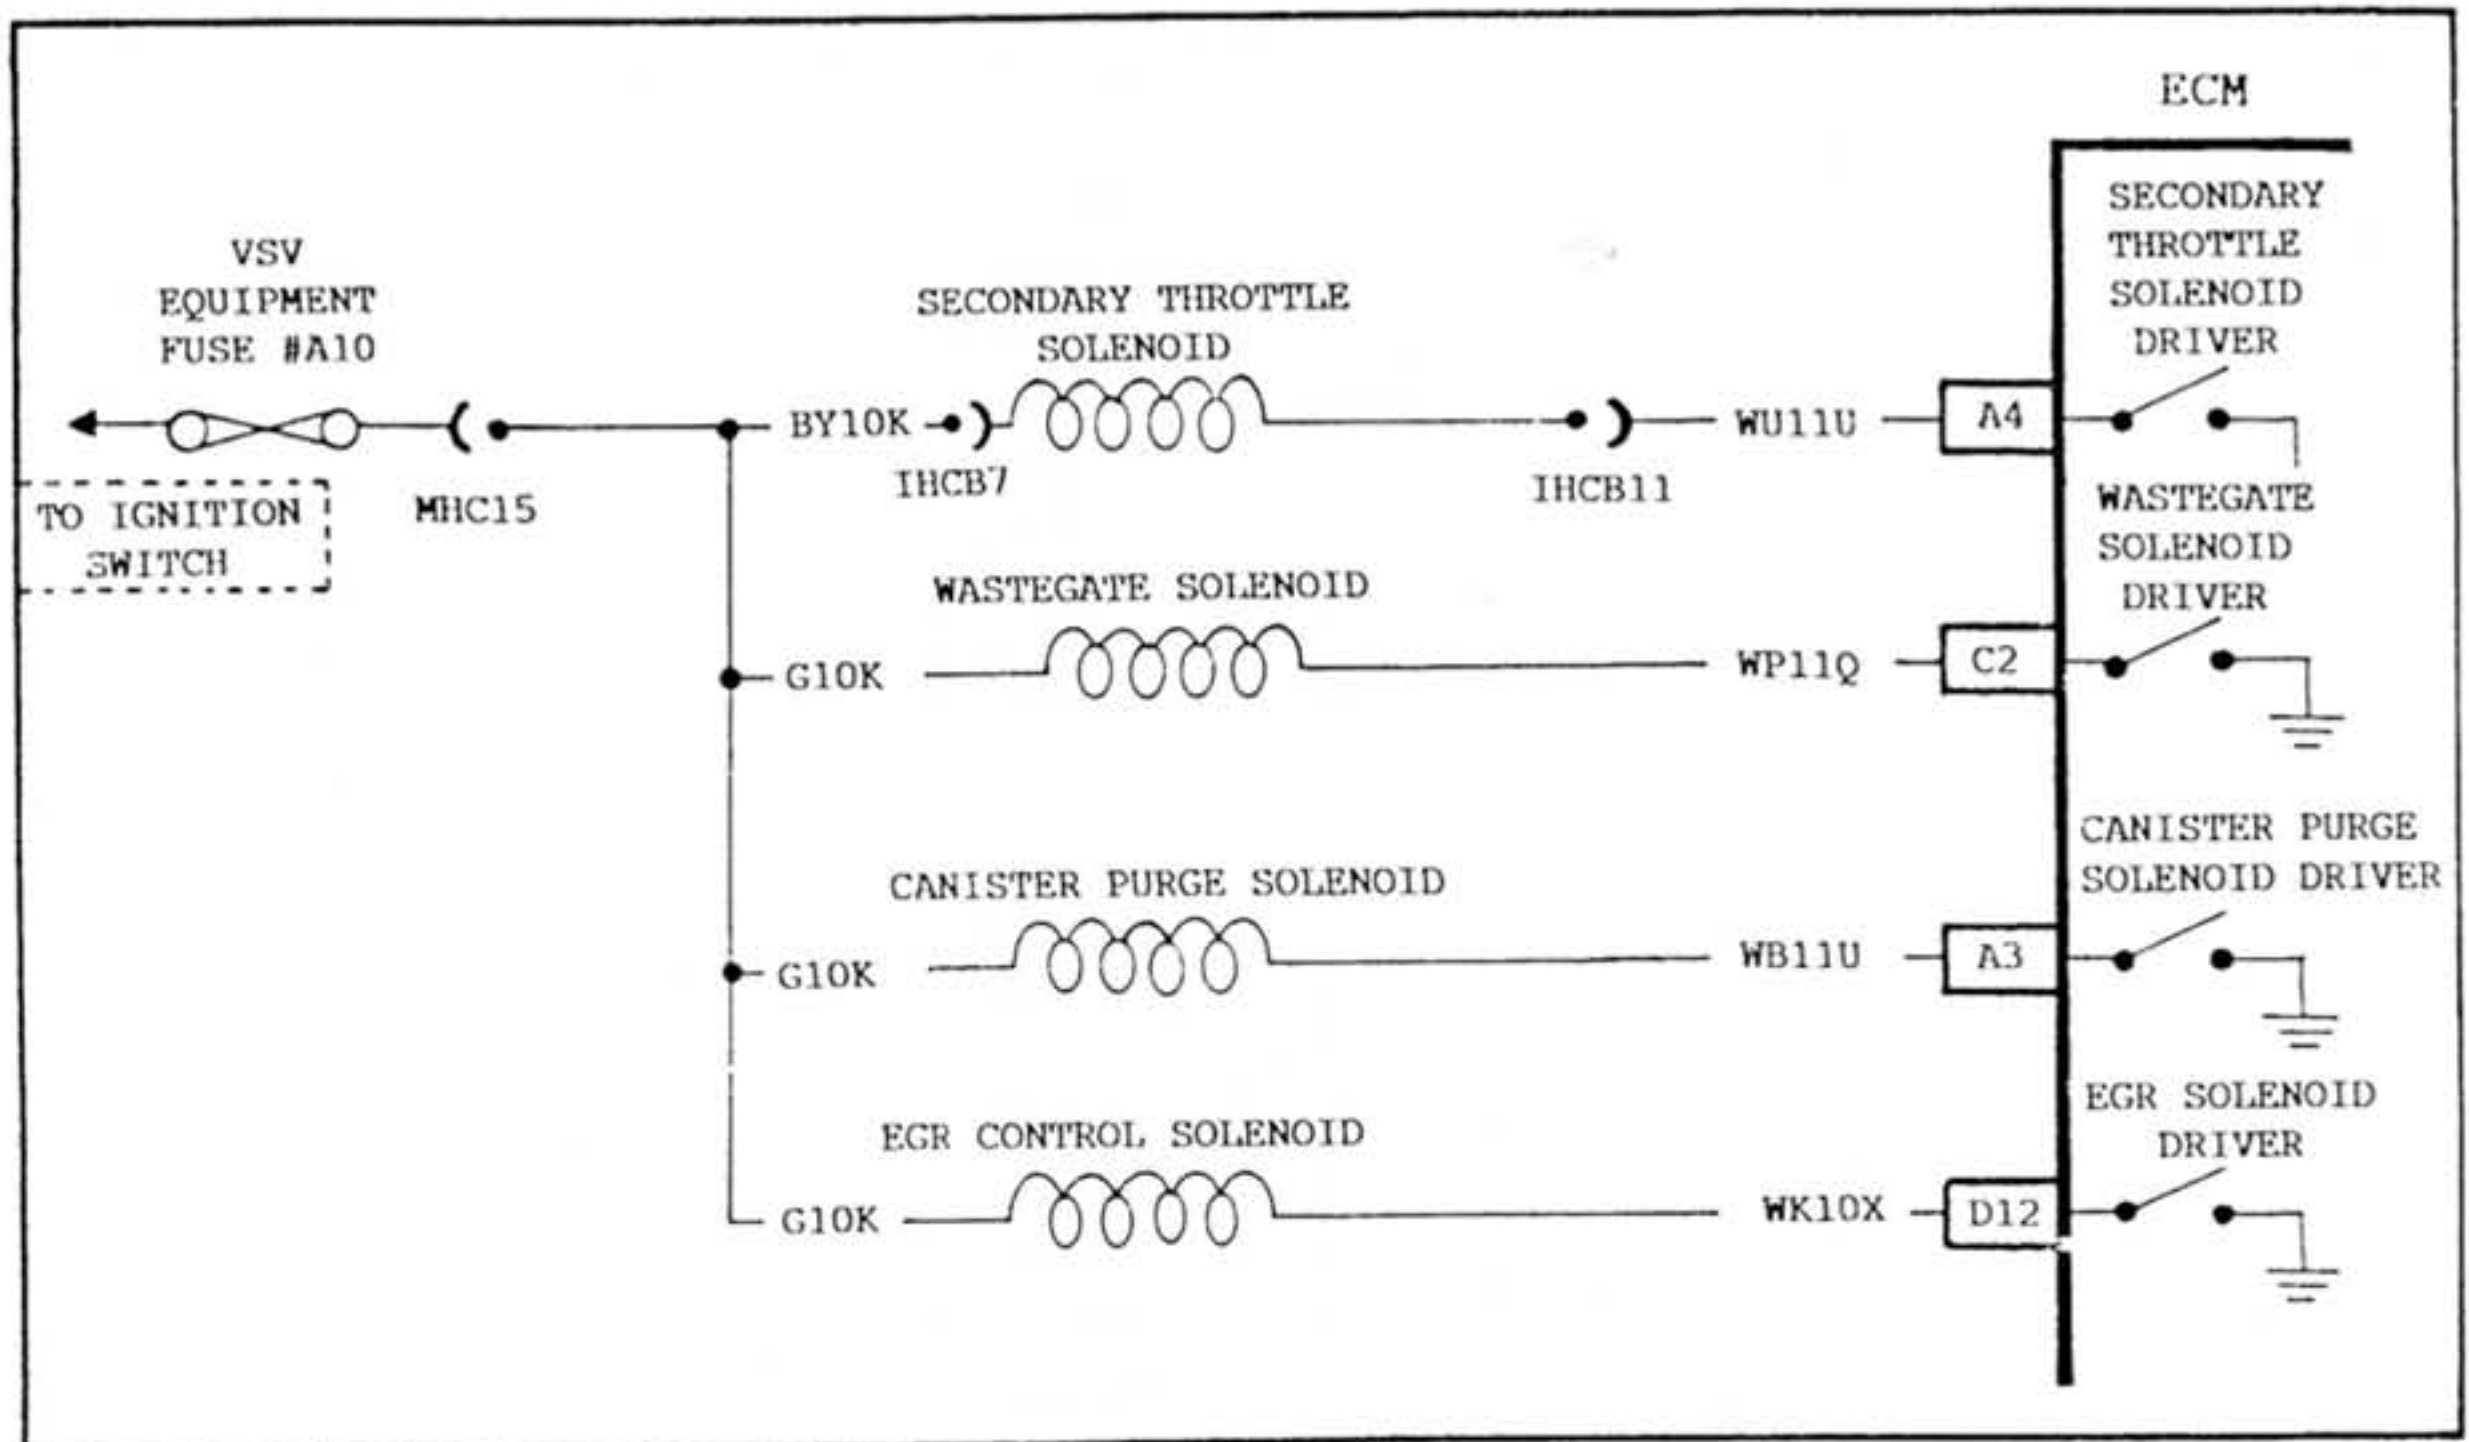 ECM
SECONDARY
THROTTLE
SOLENOID
DRIVER
VSV
EQUIPMENT
FUSE #A10
SECONDARY THROTTLE
SOLENOID
BY10K
WU11U
A4
IHCB7
IHCB11
MHC15
TO IGNITION
SWITCH
WASTEGATE
SOLENOID
DRIVER
WASTEGATE SOLENOID
G10K
WP11Q
C2
CANISTER PURGE
SOLENOID DRIVER
CANISTER PURGE SOLENOID
G10K
WB11U
A3
EGR SOLENOID
DRIVER
EGR CONTROL SOLENOID
G10K
WK10X
D12